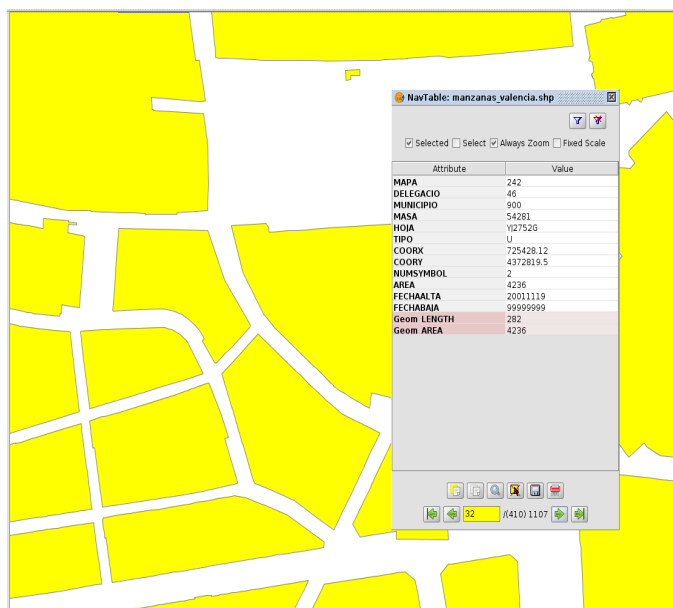 NavTable: manzanas_valencia.shp
Selected Select Always Zoom Fixed Scale
Attribute Value
MAPA 242
DELEGACIO 46
MUNICIPIO 900
MASA 54281
HOJA YJ2752G
TIPO U
COORX 725428.12
COORY 4372819.5
NUMSYMBOL 2
AREA 4236
FECHAALTA 20011119
FECHABAJA 99999999
Geom LENGTH 282
Geom AREA 4236
32 /(410) 1107